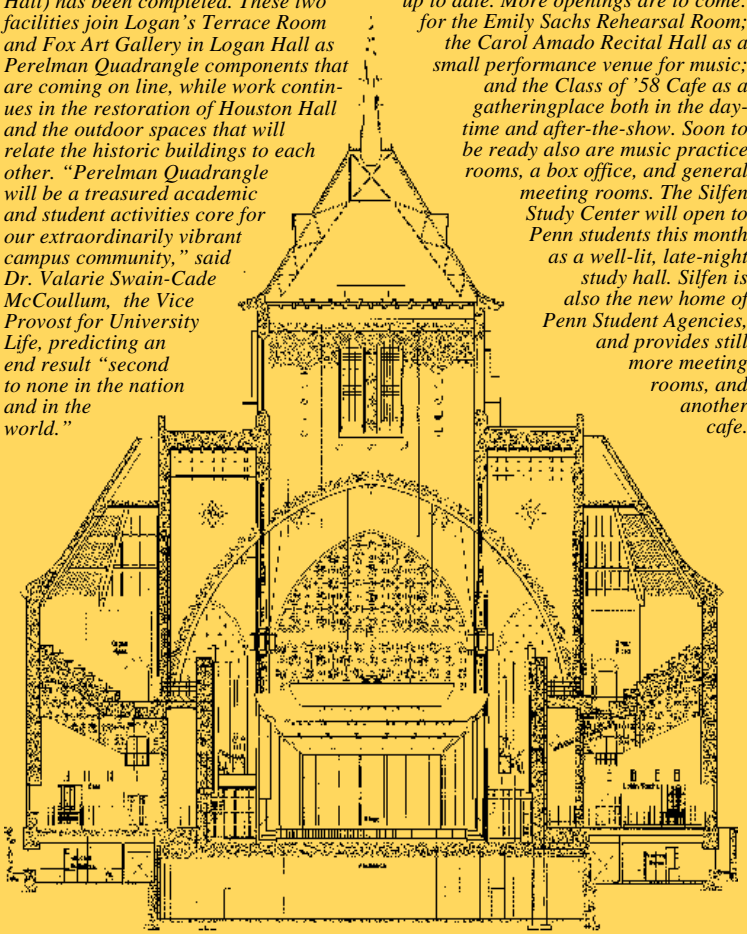 Hall) has been completed. These two
facilities join Logan's Terrace Room
and Fox Art Gallery in Logan Hall as
Perelman Quadrangle components that
are coming on line, while work contin-
ues in the restoration of Houston Hall
and the outdoor spaces that will
relate the historic buildings to each
other. “Perelman Quadrangle
will be a treasured academic
and student activities core for
our extraordinarily vibrant
campus community,” said
Dr. Valarie Swain-Cade
McCoullum, the Vice
Provost for University
Life, predicting an
end result “second
to none in the nation
and in the
world.”
up to date. More openings are to come:
for the Emily Sachs Rehearsal Room;
the Carol Amado Recital Hall as a
small performance venue for music;
and the Class of ’58 Cafe as a
gatheringplace both in the day-
time and after-the-show. Soon to
be ready also are music practice
rooms, a box office, and general
meeting rooms. The Silfen
Study Center will open to
Penn students this month
as a well-lit, late-night
study hall. Silfen is
also the new home of
Penn Student Agencies,
and provides still
more meeting
rooms, and
another
cafe.
Stage